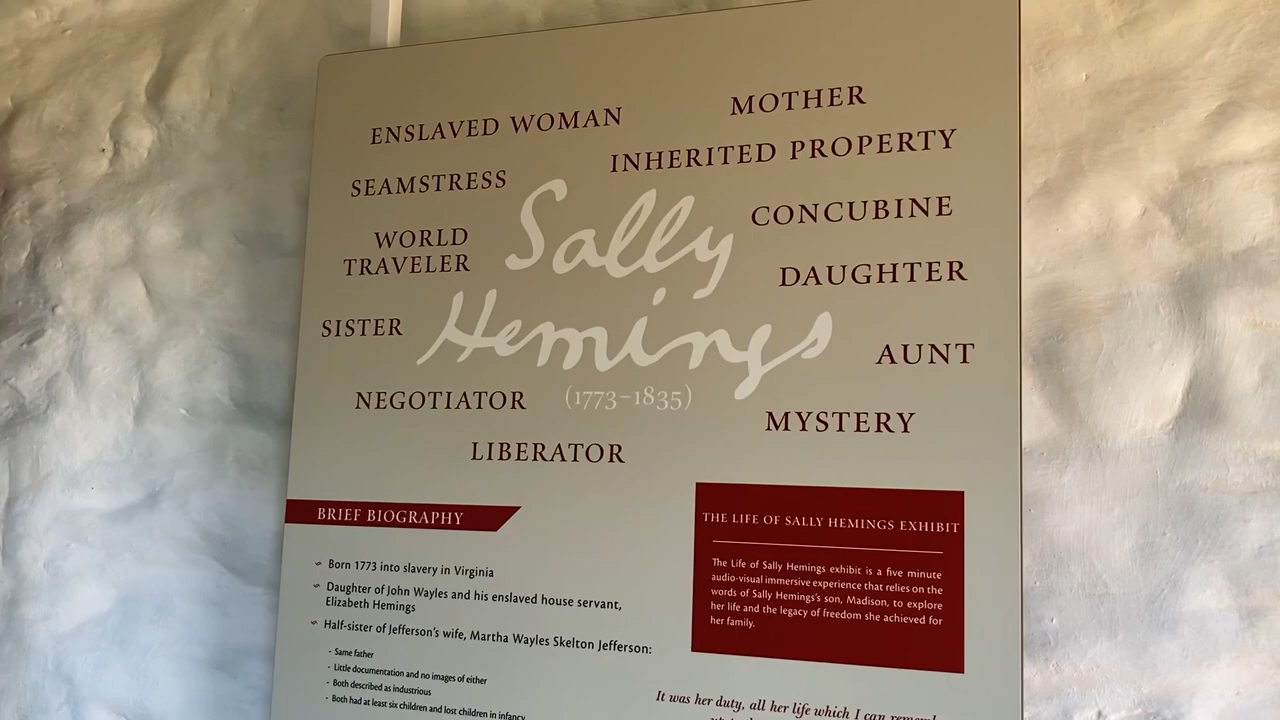 ENSLAVED WOMAN
MOTHER
SEAMSTRESS
INHERITED PROPERTY
WORLD
TRAVELER
CONCUBINE
Sally
DAUGHTER
SISTER
Hemings
AUNT
NEGOTIATOR
(1773–1835)
MYSTERY
LIBERATOR
BRIEF BIOGRAPHY
Born 1773 into slavery in Virginia
Daughter of John Wayles and his enslaved house servant,
Elizabeth Hemings
Half-sister of Jefferson's wife, Martha Wayles Skelton Jefferson:
- Same father
- Little documentation and no images of either
- Both described as industrious
- Both had at least six children and lost children in infancy
THE LIFE OF SALLY HEMINGS EXHIBIT
The Life of Sally Hemings exhibit is a five minute
audio-visual immersive experience that relies on the
words of Sally Hemings's son, Madison, to explore
her life and the legacy of freedom she achieved for
her family.
It was her duty, all her life which I can